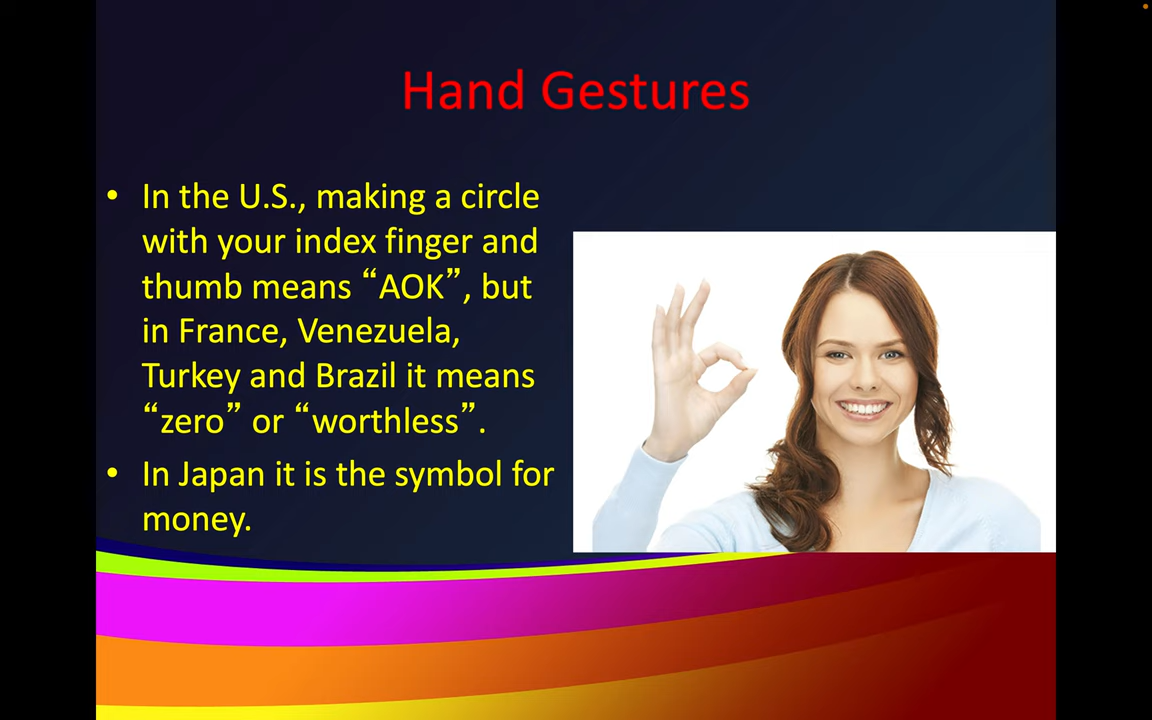 Hand Gestures
• In the U.S., making a circle
with your index finger and
thumb means “AOK”, but
in France, Venezuela,
Turkey and Brazil it means
“zero” or “worthless”.
• In Japan it is the symbol for
money.